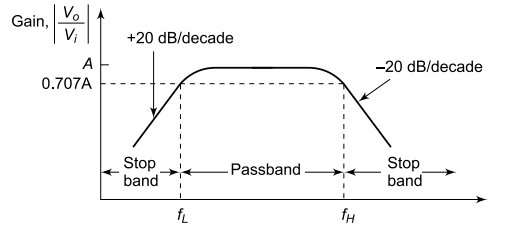 Gain, |Vo/Vi|
+20 dB/decade
A
–20 dB/decade
0.707A
Stop band
Passband
Stop band
fL
fH